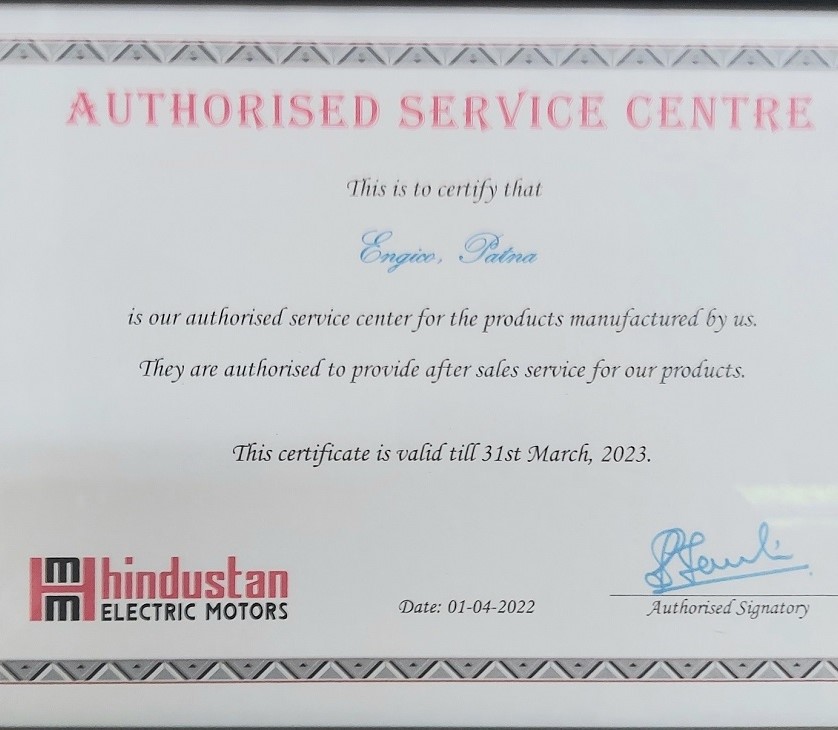 AUTHORISED SERVICE CENTRE
This is to certify that
Engico, Patna
is our authorised service center for the products manufactured by us.
They are authorised to provide after sales service for our products.
This certificate is valid till 31st March, 2023.
hindustan
ELECTRIC MOTORS
Date: 01-04-2022
Authorised Signatory